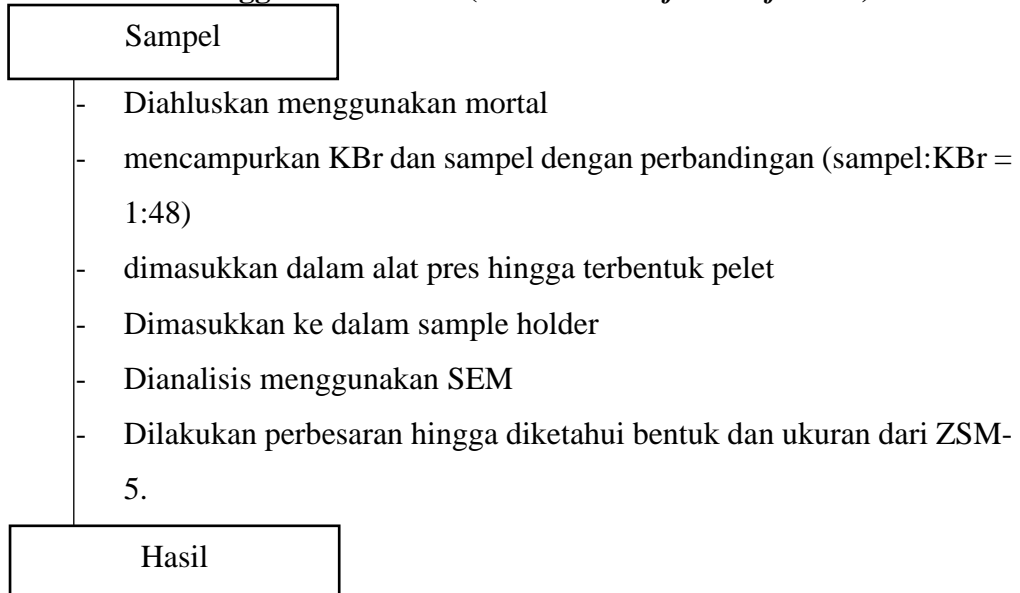 Sampel
- Diahluskan menggunakan mortal
- mencampurkan KBr dan sampel dengan perbandingan (sampel:KBr =
1:48)
- dimasukkan dalam alat pres hingga terbentuk pelet
- Dimasukkan ke dalam sample holder
- Dianalisis menggunakan SEM
- Dilakukan perbesaran hingga diketahui bentuk dan ukuran dari ZSM-
5.
Hasil